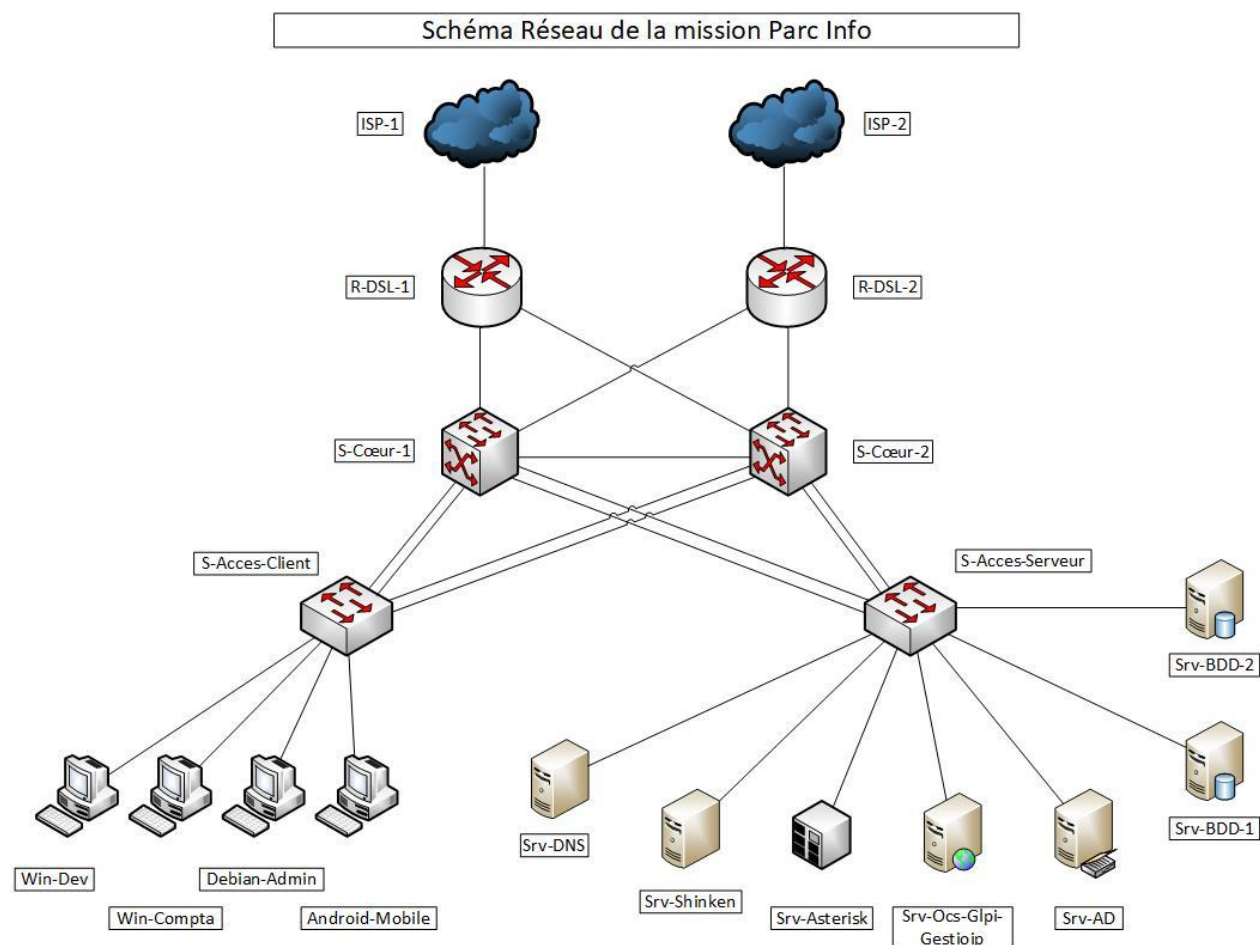 Schéma Réseau de la mission Parc Info
ISP-1
ISP-2
R-DSL-1
R-DSL-2
S-Cœur-1
S-Cœur-2
S-Acces-Client
S-Acces-Serveur
Srv-BDD-2
Srv-BDD-1
Srv-DNS
Win-Dev
Debian-Admin
Srv-Shinken
Win-Compta
Android-Mobile
Srv-Asterisk
Srv-Ocs-Glpi-
Gestioip
Srv-AD